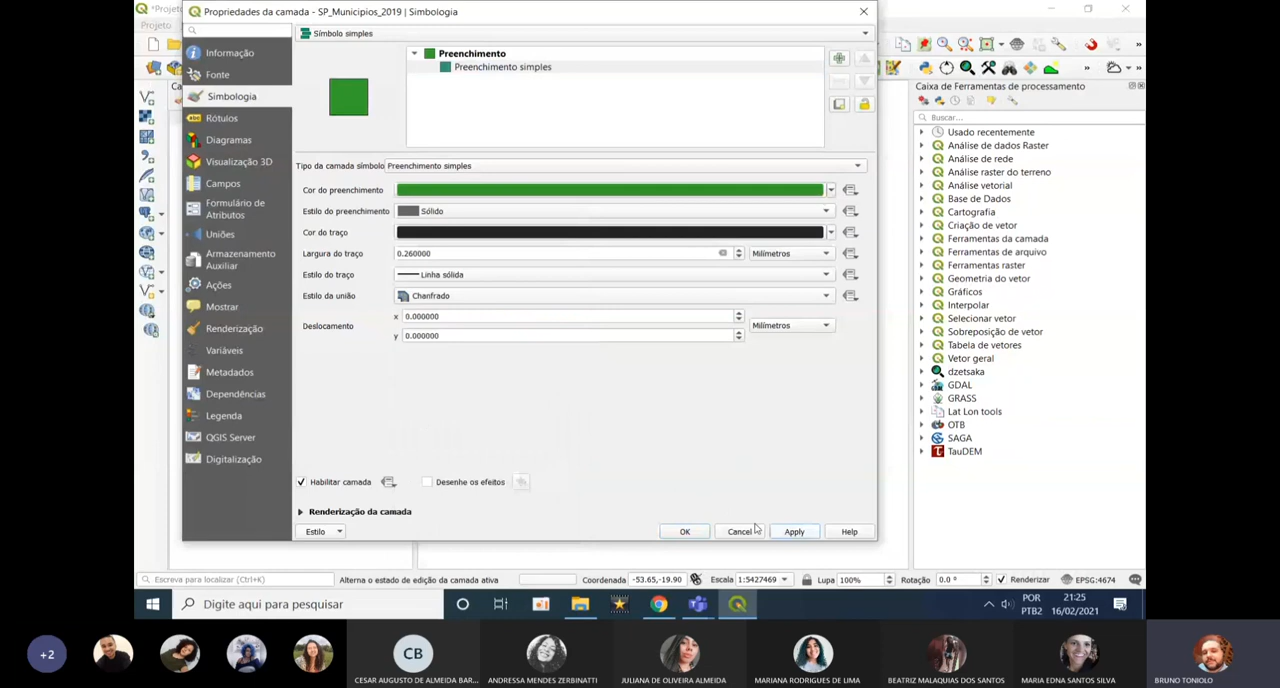 *Projeto
Propriedades da camada - SP_Municipios_2019 | Simbologia
Projeto
Símbolo simples
Informação
Fonte
Simbologia
Rótulos
Diagramas
Visualização 3D
Campos
Formulário de
Atributos
Uniões
Armazenamento
Auxiliar
Ações
Mostrar
Renderização
Variáveis
Metadados
Dependências
Legenda
QGIS Server
Digitalização
Preenchimento
Preenchimento simples
Tipo da camada símbolo Preenchimento simples
Cor do preenchimento
Estilo do preenchimento Sólido
Cor do traço
Largura do traço 0.260000 Milímetros
Estilo do traço Linha sólida
Estilo da união Chanfrado
Deslocamento x 0.000000 Milímetros
y 0.000000
Habilitar camada Desenhe os efeitos
Renderização da camada
Estilo OK Cancel Apply Help
Caixa de Ferramentas de processamento
Buscar...
Usado recentemente
Análise de dados Raster
Análise de rede
Análise raster do terreno
Análise vetorial
Base de Dados
Cartografia
Criação de vetor
Ferramentas da camada
Ferramentas de arquivo
Ferramentas raster
Geometria do vetor
Gráficos
Interpolar
Selecionar vetor
Sobreposição de vetor
Tabela de vetores
Vetor geral
dzetsaka
GDAL
GRASS
Lat Lon tools
OTB
SAGA
TauDEM
Escreva para localizar (Ctrl+K) Alterna o estado de edição da camada ativa Coordenada -53.65,-19.90 Escala 1:5427469 Lupa 100% Rotação 0.0 ° Renderizar EPSG:4674
Digite aqui para pesquisar
POR
PTB2
21:25
16/02/2021
+2
CB
CESAR AUGUSTO DE ALMEIDA BAR...
ANDRESSA MENDES ZERBINATTI
JULIANA DE OLIVEIRA ALMEIDA
MARIANA RODRIGUES DE LIMA
BEATRIZ MALAQUIAS DOS SANTOS
MARIA EDNA SANTOS SILVA
BRUNO TONIOLO